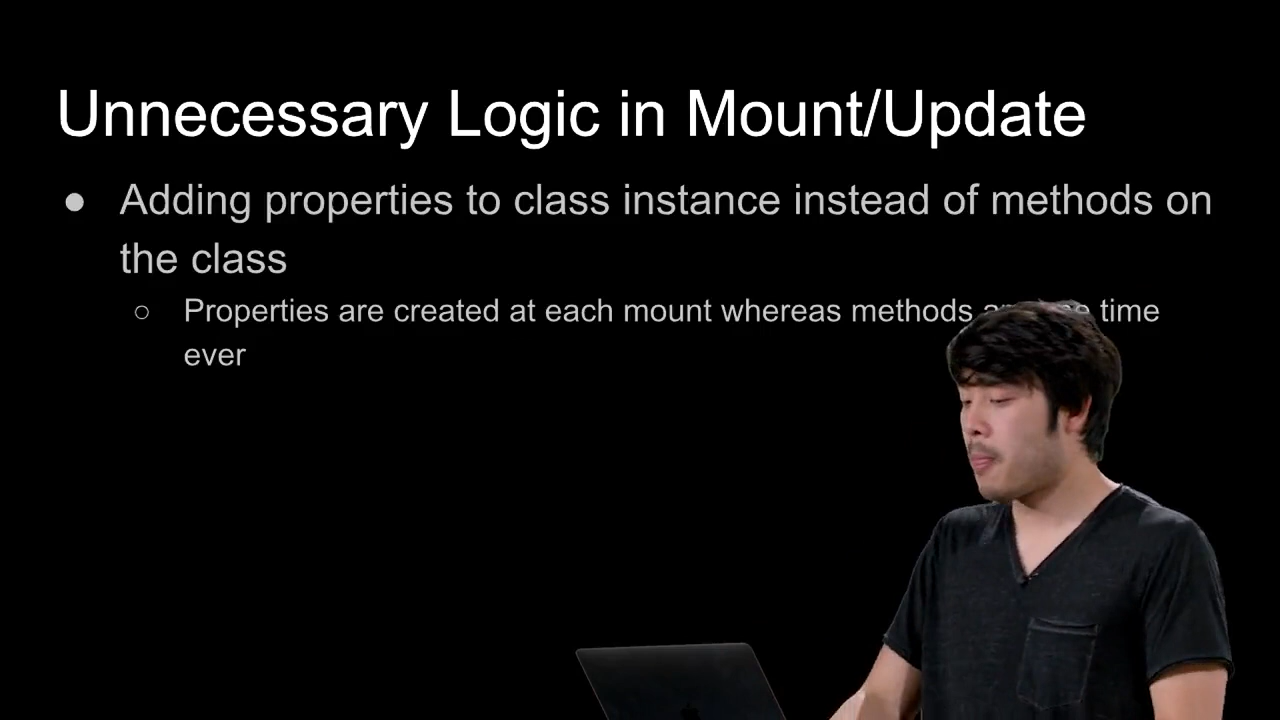 Unnecessary Logic in Mount/Update
● Adding properties to class instance instead of methods on
the class
○ Properties are created at each mount whereas methods time
ever